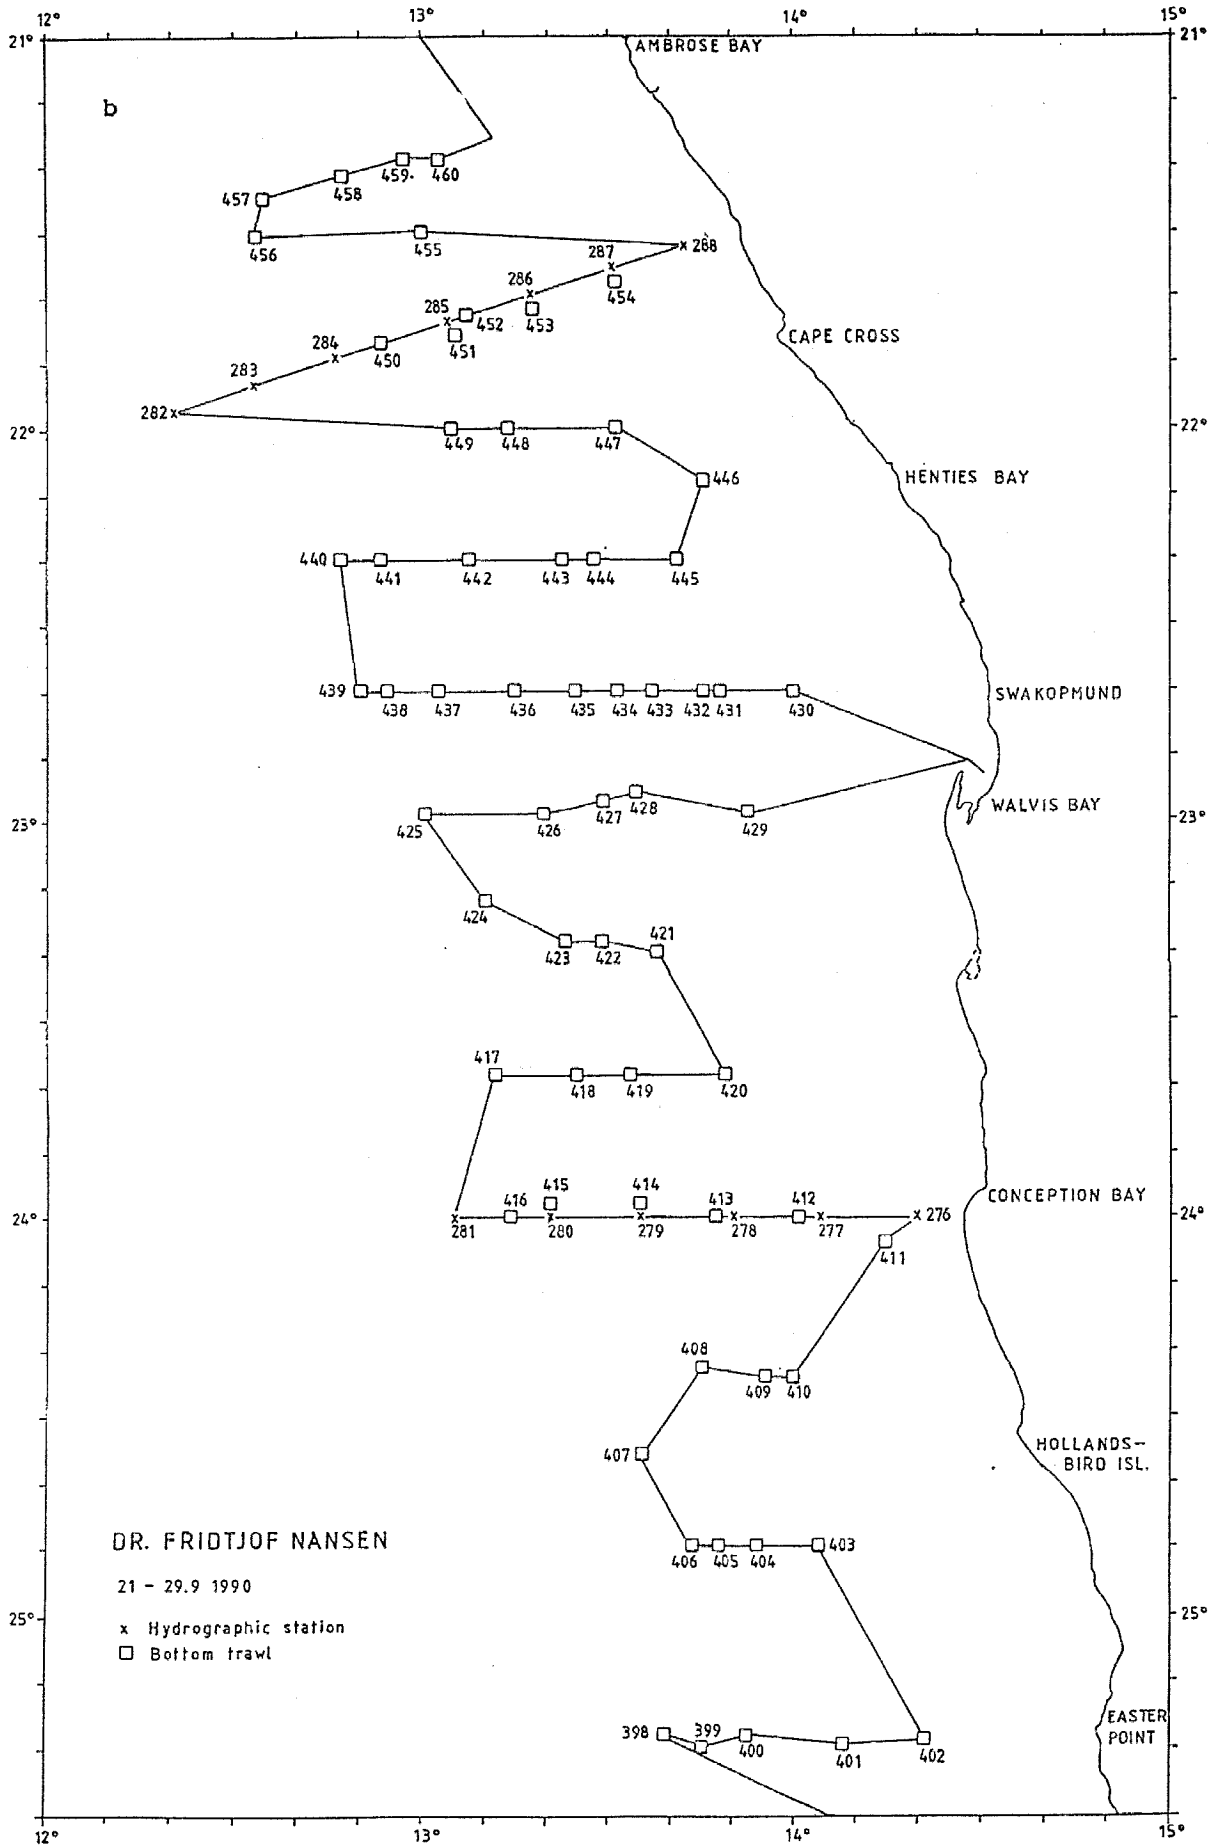 12° 13° 14° 15°
21° 21°
AMBROSE BAY
b
459. 460
458
457
456 455 288
287
286
454
285 452 453
451
284 450
283
CAPE CROSS
282
449 448 447
22° 22°
446 HENTIES BAY
440 441 442 443 444 445
439 438 437 436 435 434 433 432 431 430
SWAKOPMUND
428
427
425 426 429
WALVIS BAY
23° 23°
424
421
423 422
417
418 419 420
CONCEPTION BAY
416 415 414 413 412
281 280 279 278 277 276
24° 24°
411
408
409 410
407
HOLLANDS-
BIRD ISL.
406 405 404 403
DR. FRIDTJOF NANSEN
21 - 29.9 1990
x Hydrographic station
□ Bottom trawl
25° 25°
398 399 400 401 402
EASTER
POINT
12° 13° 14° 15°